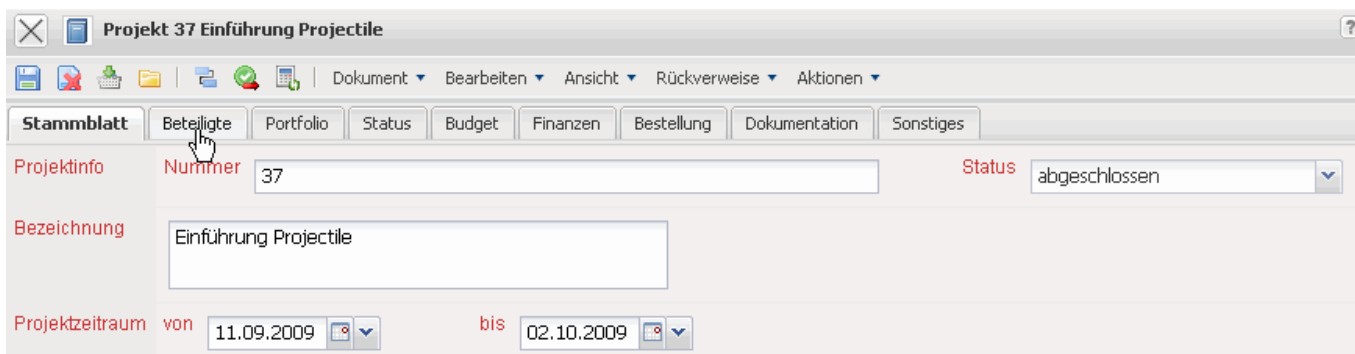 Projekt 37 Einführung Projectile
?
Dokument Bearbeiten Ansicht Rückverweise Aktionen
Stammblatt Beteiligte Portfolio Status Budget Finanzen Bestellung Dokumentation Sonstiges
Projektinfo Nummer 37 Status abgeschlossen
Bezeichnung Einführung Projectile
Projektzeitraum von 11.09.2009 bis 02.10.2009